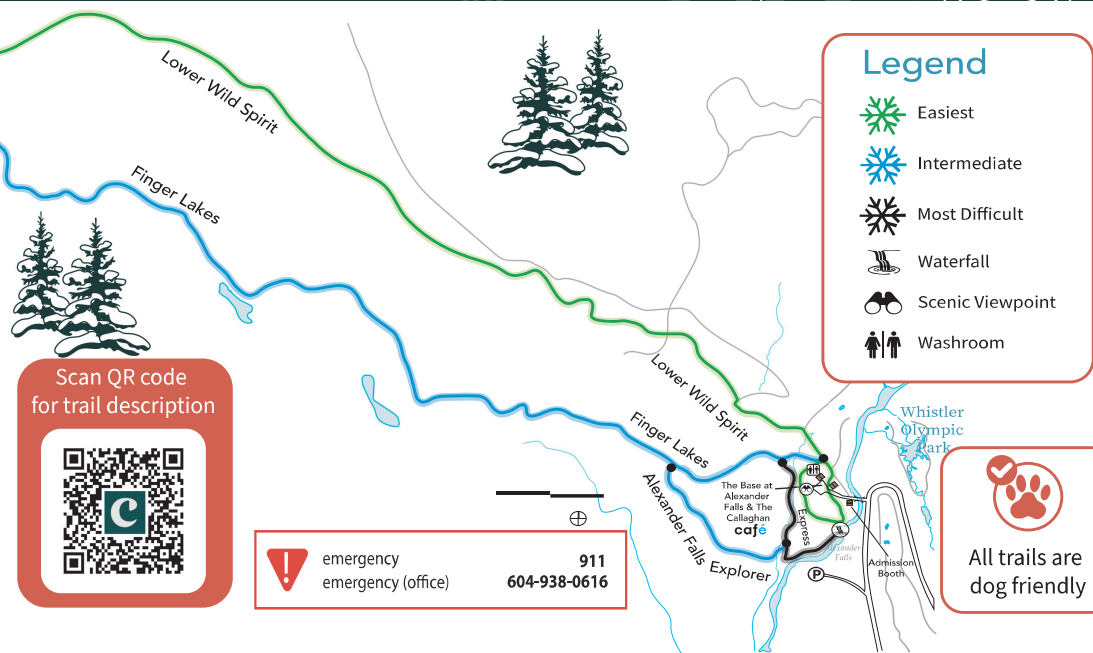 Lower Wild Spirit
Finger Lakes
Legend
Easiest
Intermediate
Most Difficult
Waterfall
Scenic Viewpoint
Washroom
Scan QR code
for trail description
C
Lower Wild Spirit
Finger Lakes
Alexander Falls Explorer
The Base at
Alexander
Falls & The
Callaghan
café
Express
Alexander
Falls
Admission
Booth
P
Whistler
Olympic
Park
emergency 911
emergency (office) 604-938-0616
All trails are
dog friendly